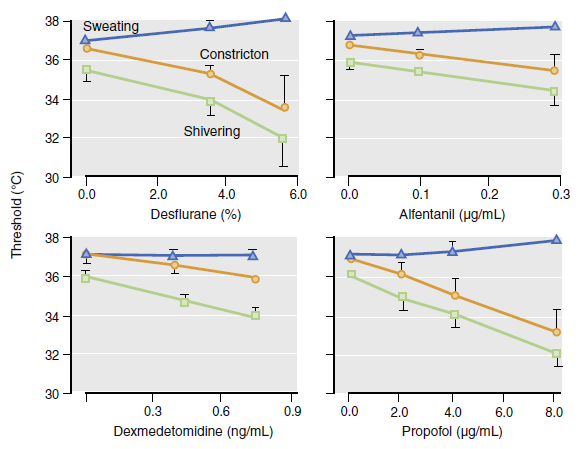 38
36
34
32
30
Sweating
Constricton
Shivering
0.0 2.0 4.0 6.0
Desflurane (%)
0.0 0.1 0.2 0.3
Alfentanil (µg/mL)
Threshold (°C)
38
36
34
32
30
0.3 0.6 0.9
Dexmedetomidine (ng/mL)
0.0 2.0 4.0 6.0 8.0
Propofol (µg/mL)